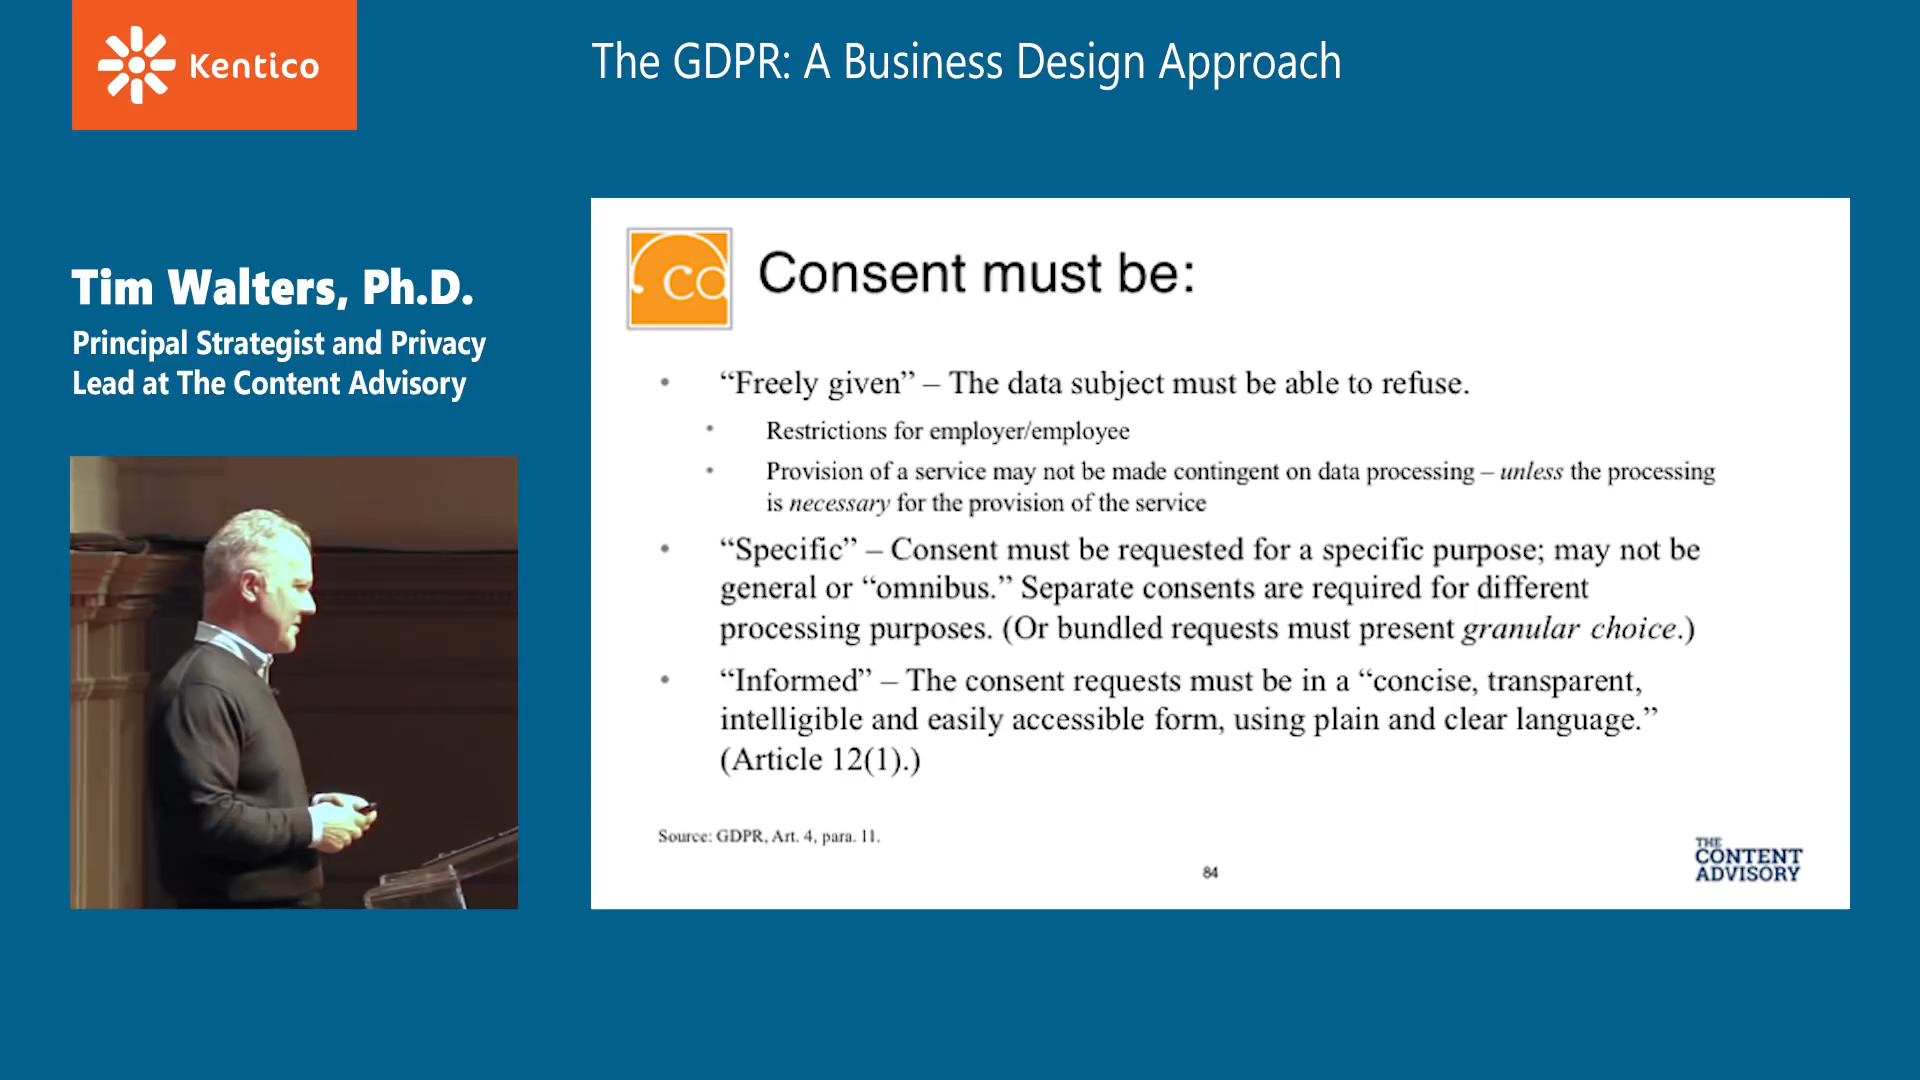 Kentico
The GDPR: A Business Design Approach
Tim Walters, Ph.D.
Principal Strategist and Privacy
Lead at The Content Advisory
Consent must be:
• “Freely given” – The data subject must be able to refuse.
• Restrictions for employer/employee
• Provision of a service may not be made contingent on data processing – unless the processing
is necessary for the provision of the service
• “Specific” – Consent must be requested for a specific purpose; may not be
general or “omnibus.” Separate consents are required for different
processing purposes. (Or bundled requests must present granular choice.)
• “Informed” – The consent requests must be in a “concise, transparent,
intelligible and easily accessible form, using plain and clear language.”
(Article 12(1).)
Source: GDPR, Art. 4, para. 11.
84
THE
CONTENT
ADVISORY